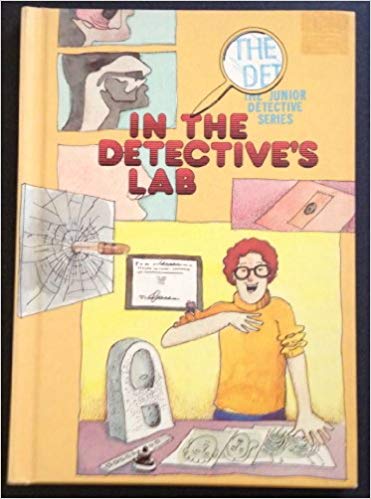 THE
DET
THE JUNIOR
DETECTIVE
SERIES
IN THE
DETECTIVE'S
LAB